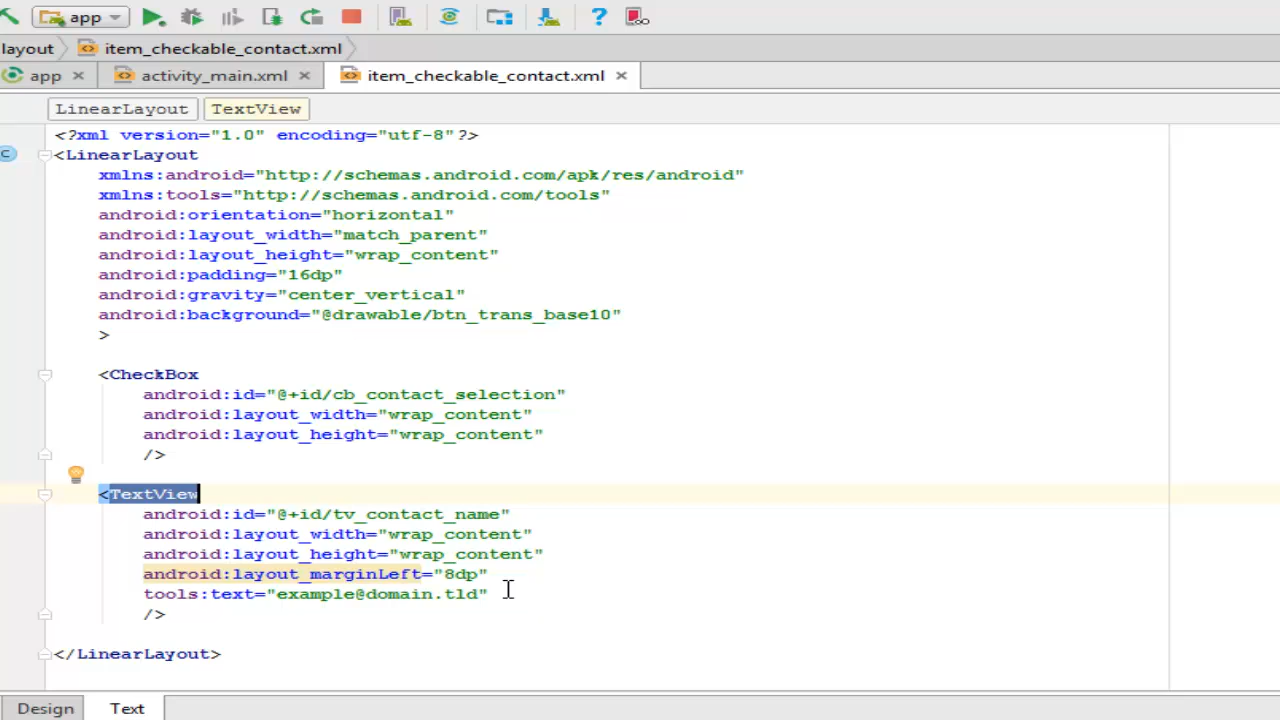 app
layout item_checkable_contact.xml
app activity_main.xml item_checkable_contact.xml
LinearLayout TextView
<?xml version="1.0" encoding="utf-8"?>
<LinearLayout
xmlns:android="http://schemas.android.com/apk/res/android"
xmlns:tools="http://schemas.android.com/tools"
android:orientation="horizontal"
android:layout_width="match_parent"
android:layout_height="wrap_content"
android:padding="16dp"
android:gravity="center_vertical"
android:background="@drawable/btn_trans_base10"
>
<CheckBox
android:id="@+id/cb_contact_selection"
android:layout_width="wrap_content"
android:layout_height="wrap_content"
/>
<TextView
android:id="@+id/tv_contact_name"
android:layout_width="wrap_content"
android:layout_height="wrap_content"
android:layout_marginLeft="8dp"
tools:text="example@domain.tld"
/>
</LinearLayout>
Design Text